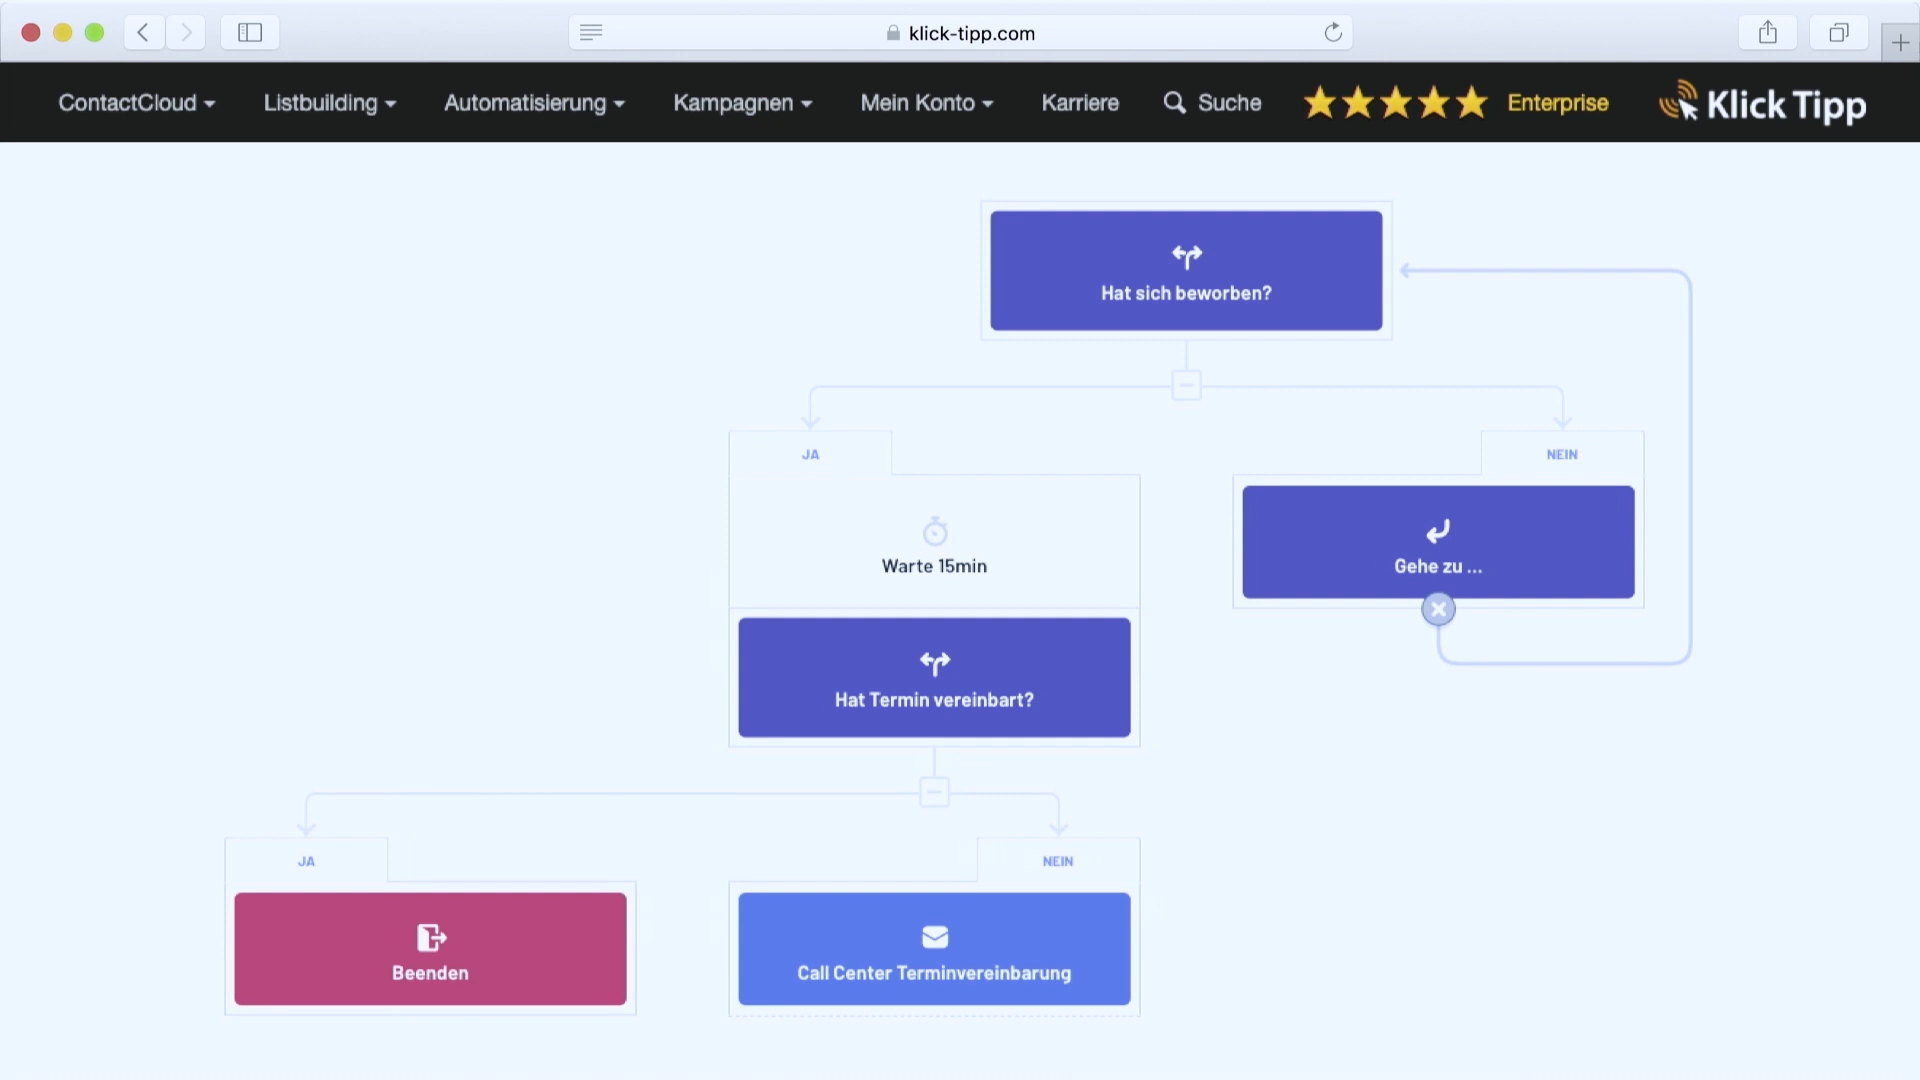 klick-tipp.com
ContactCloud
Listbuilding
Automatisierung
Kampagnen
Mein Konto
Karriere
Suche
Enterprise
Klick Tipp
Hat sich beworben?
JA
NEIN
Warte 15min
Gehe zu ...
Hat Termin vereinbart?
JA
NEIN
Beenden
Call Center Terminvereinbarung